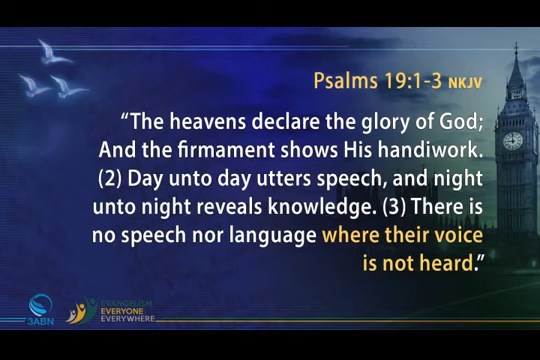 Psalms 19:1-3 NKJV
“The heavens declare the glory of God;
And the firmament shows His handiwork.
(2) Day unto day utters speech, and night
unto night reveals knowledge. (3) There is
no speech nor language where their voice
is not heard.”
3ABN
EVANGELISM
EVERYONE
EVERYWHERE